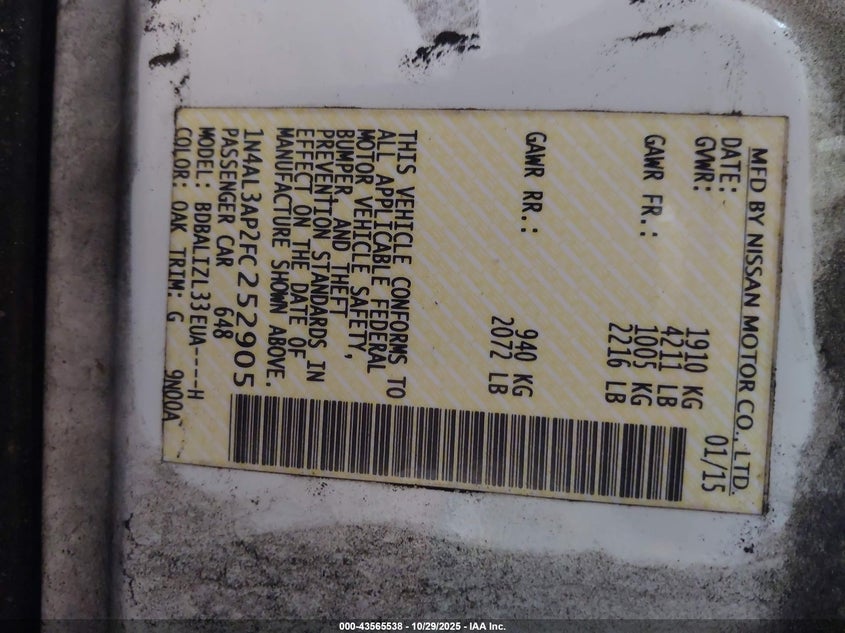 MFD BY NISSAN MOTOR CO., LTD.
DATE: 01/15
GVWR: 1910 KG
4211 LB
GAWR FR.: 1005 KG
2216 LB
GAWR RR.: 940 KG
2072 LB
THIS VEHICLE CONFORMS TO
ALL APPLICABLE FEDERAL
MOTOR VEHICLE SAFETY,
BUMPER, AND THEFT
PREVENTION STANDARDS IN
EFFECT ON THE DATE OF
MANUFACTURE SHOWN ABOVE.
1N4AL3AP2FC252905
PASSENGER CAR 648
MODEL: BDBALIZL33EUA----H
COLOR: QAK TRIM: G 9N00A
000-43565538 - 10/29/2025 - IAA Inc.